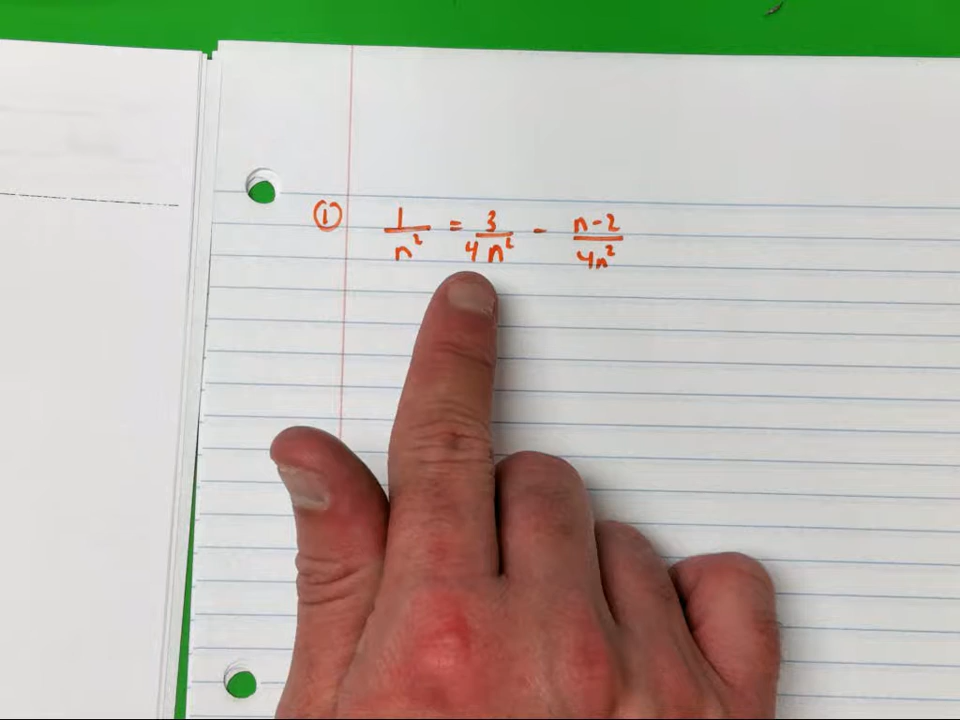 ① 1/n² = 3/4n² - n-2/4n²